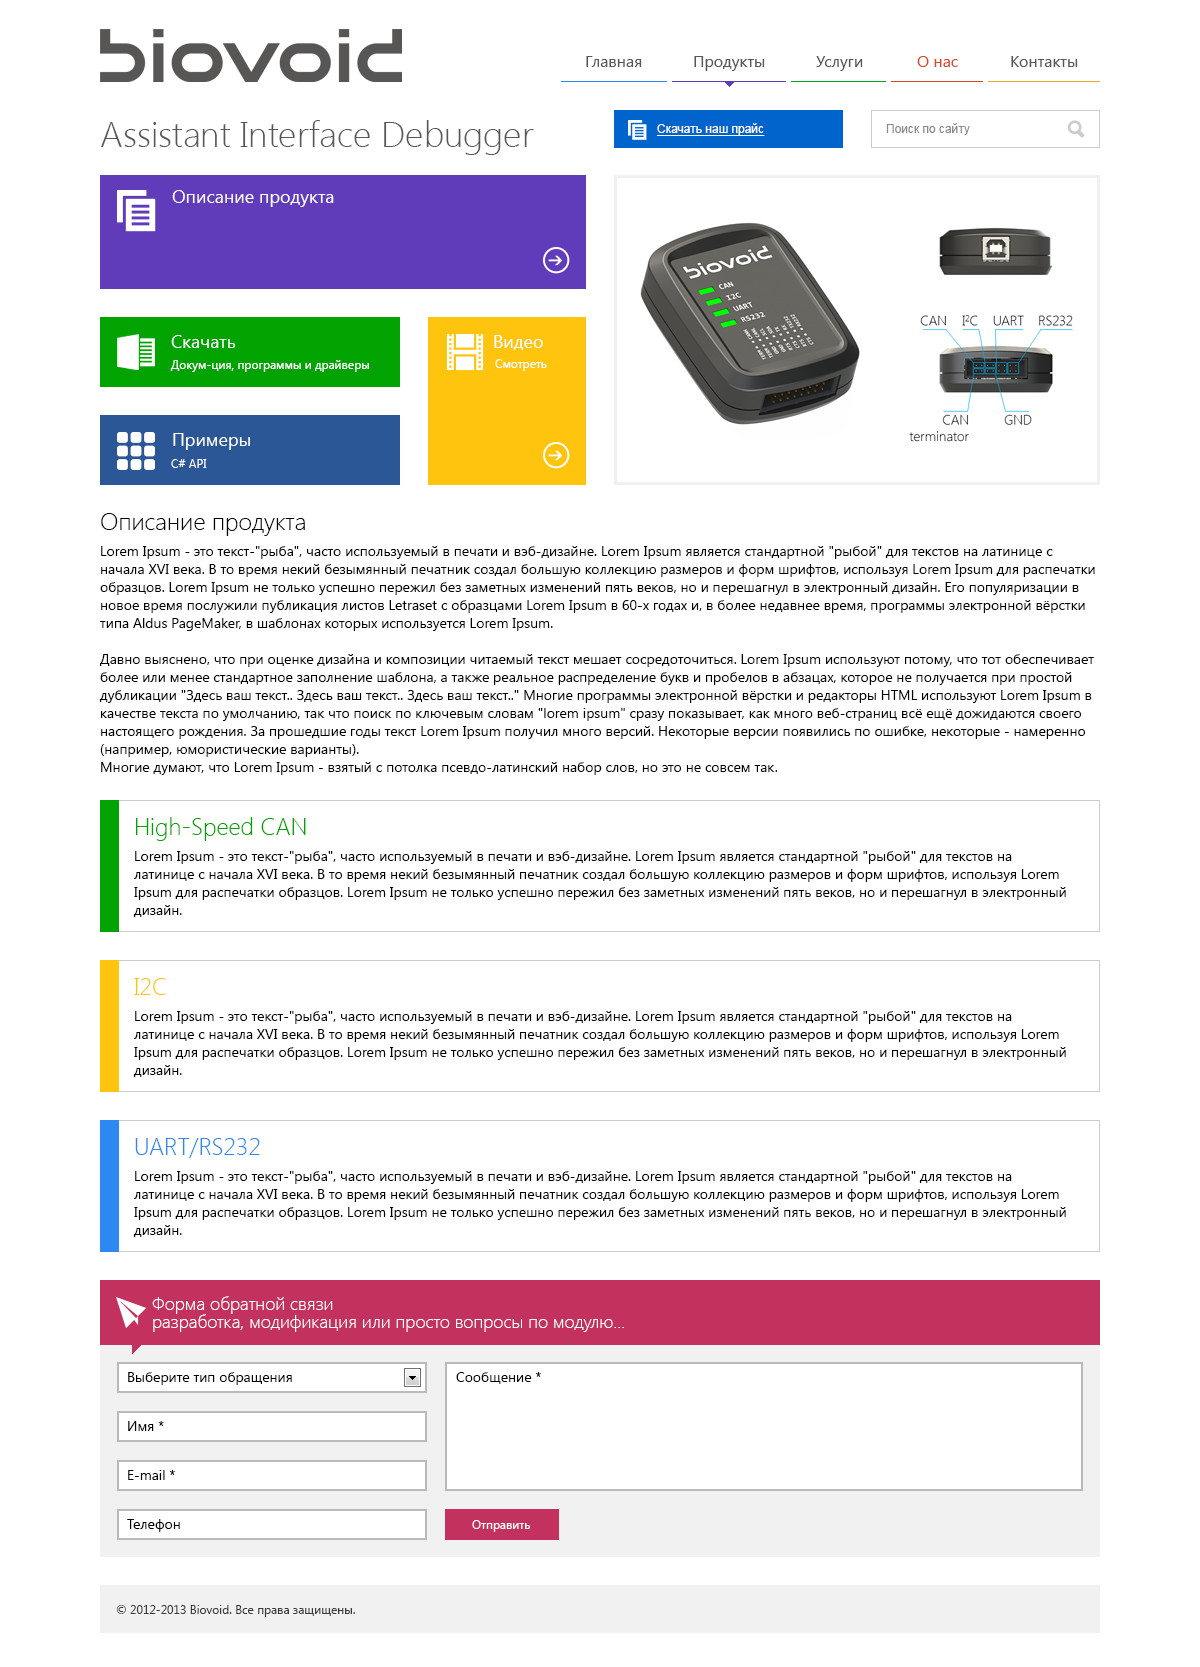 biovoid
Главная
Продукты
Услуги
О нас
Контакты
Assistant Interface Debugger
Скачать наш прайс
Поиск по сайту
Описание продукта
Скачать
Докум-ция, программы и драйверы
Видео
Смотреть
Примеры
C# API
biovoid
CAN
I2C
UART
RS232
CAN
I²C
UART
RS232
CAN
terminator
GND
Описание продукта
Lorem Ipsum - это текст-"рыба", часто используемый в печати и вэб-дизайне. Lorem Ipsum является стандартной "рыбой" для текстов на латинице с
начала XVI века. В то время некий безымянный печатник создал большую коллекцию размеров и форм шрифтов, используя Lorem Ipsum для распечатки
образцов. Lorem Ipsum не только успешно пережил без заметных изменений пять веков, но и перешагнул в электронный дизайн. Его популяризации в
новое время послужили публикация листов Letraset с образцами Lorem Ipsum в 60-х годах и, в более недавнее время, программы электронной вёрстки
типа Aldus PageMaker, в шаблонах которых используется Lorem Ipsum.
Давно выяснено, что при оценке дизайна и композиции читаемый текст мешает сосредоточиться. Lorem Ipsum используют потому, что тот обеспечивает
более или менее стандартное заполнение шаблона, а также реальное распределение букв и пробелов в абзацах, которое не получается при простой
дубликации "Здесь ваш текст.. Здесь ваш текст.. Здесь ваш текст.." Многие программы электронной вёрстки и редакторы HTML используют Lorem Ipsum в
качестве текста по умолчанию, так что поиск по ключевым словам "lorem ipsum" сразу показывает, как много веб-страниц всё ещё дожидаются своего
настоящего рождения. За прошедшие годы текст Lorem Ipsum получил много версий. Некоторые версии появились по ошибке, некоторые - намеренно
(например, юмористические варианты).
Многие думают, что Lorem Ipsum - взятый с потолка псевдо-латинский набор слов, но это не совсем так.
High-Speed CAN
Lorem Ipsum - это текст-"рыба", часто используемый в печати и вэб-дизайне. Lorem Ipsum является стандартной "рыбой" для текстов на
латинице с начала XVI века. В то время некий безымянный печатник создал большую коллекцию размеров и форм шрифтов, используя Lorem
Ipsum для распечатки образцов. Lorem Ipsum не только успешно пережил без заметных изменений пять веков, но и перешагнул в электронный
дизайн.
I2C
Lorem Ipsum - это текст-"рыба", часто используемый в печати и вэб-дизайне. Lorem Ipsum является стандартной "рыбой" для текстов на
латинице с начала XVI века. В то время некий безымянный печатник создал большую коллекцию размеров и форм шрифтов, используя Lorem
Ipsum для распечатки образцов. Lorem Ipsum не только успешно пережил без заметных изменений пять веков, но и перешагнул в электронный
дизайн.
UART/RS232
Lorem Ipsum - это текст-"рыба", часто используемый в печати и вэб-дизайне. Lorem Ipsum является стандартной "рыбой" для текстов на
латинице с начала XVI века. В то время некий безымянный печатник создал большую коллекцию размеров и форм шрифтов, используя Lorem
Ipsum для распечатки образцов. Lorem Ipsum не только успешно пережил без заметных изменений пять веков, но и перешагнул в электронный
дизайн.
Форма обратной связи
разработка, модификация или просто вопросы по модулю...
Выберите тип обращения
Имя *
E-mail *
Телефон
Сообщение *
Отправить
© 2012-2013 Biovoid. Все права защищены.